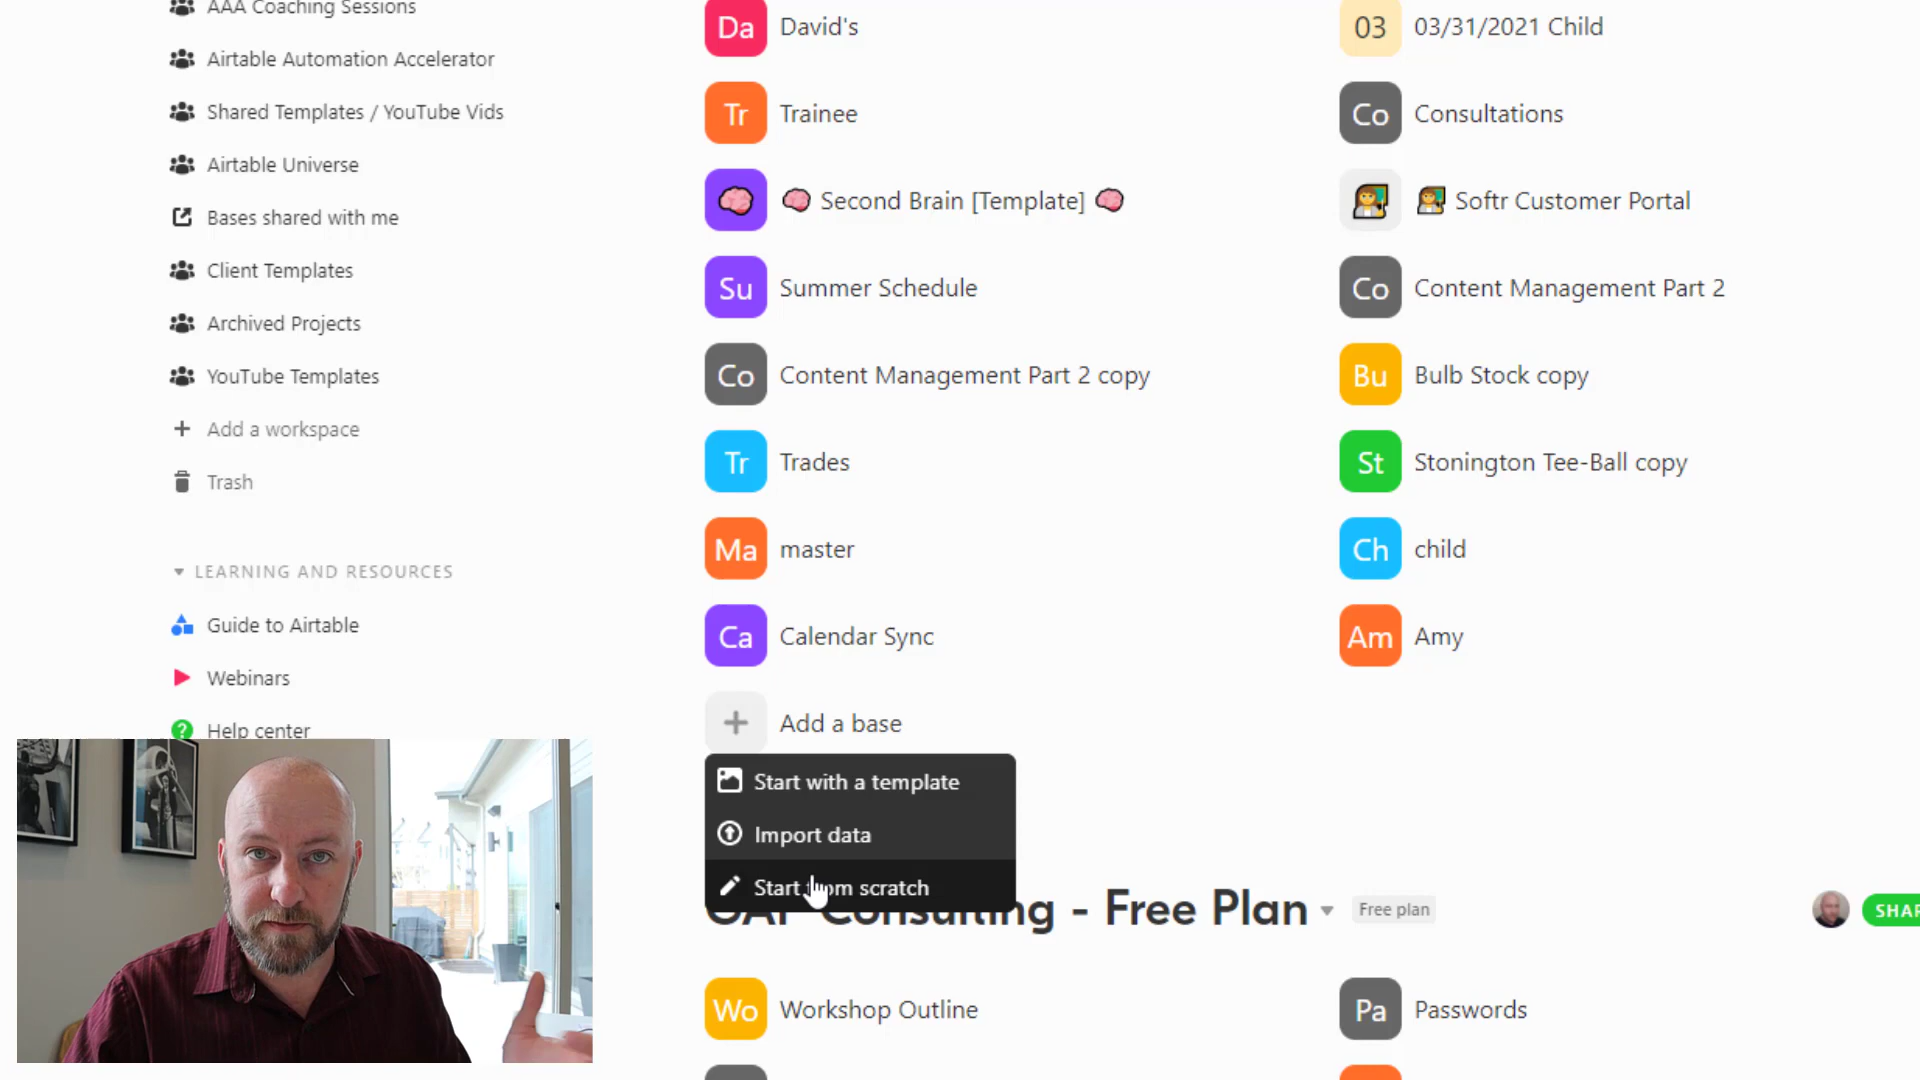 AAA Coaching Sessions
Airtable Automation Accelerator
Shared Templates / YouTube Vids
Airtable Universe
Bases shared with me
Client Templates
Archived Projects
YouTube Templates
+ Add a workspace
Trash
LEARNING AND RESOURCES
Guide to Airtable
Webinars
? Help center
Da David's
03 03/31/2021 Child
Tr Trainee
Co Consultations
Second Brain [Template]
Softr Customer Portal
Su Summer Schedule
Co Content Management Part 2
Co Content Management Part 2 copy
Bu Bulb Stock copy
Tr Trades
St Stonington Tee-Ball copy
Ma master
Ch child
Ca Calendar Sync
Am Amy
+ Add a base
Start with a template
Import data
Start scratch
Consulting - Free Plan
Free plan
SHAR
Wo Workshop Outline
Pa Passwords